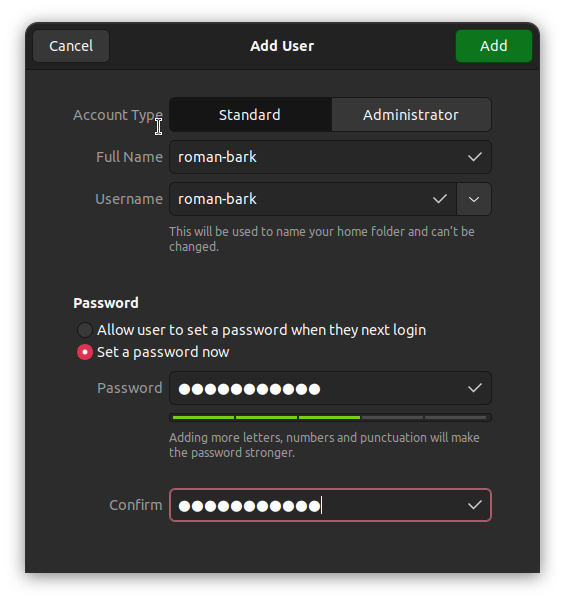 Cancel Add User Add
Account Type Standard Administrator
Full Name roman-bark
Username roman-bark
This will be used to name your home folder and can't be
changed.
Password
Allow user to set a password when they next login
Set a password now
Password ●●●●●●●●●●●
Adding more letters, numbers and punctuation will make
the password stronger.
Confirm ●●●●●●●●●●●